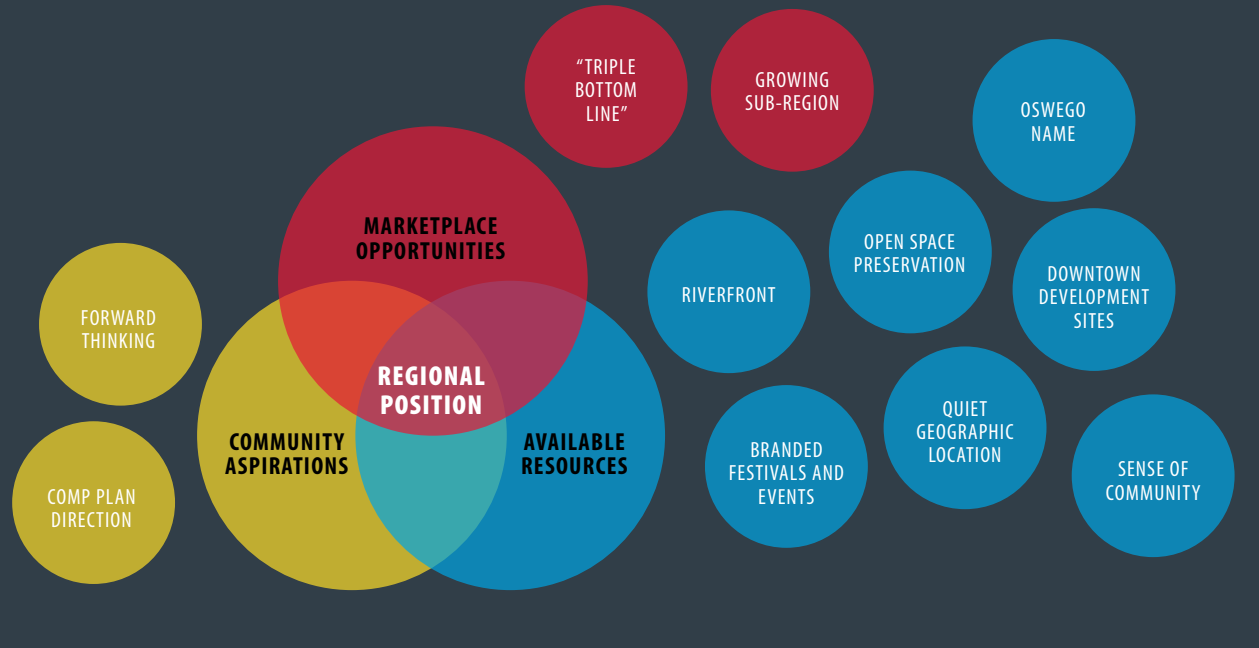 “TRIPLE
BOTTOM
LINE”
GROWING
SUB-REGION
OSWEGO
NAME
MARKETPLACE
OPPORTUNITIES
OPEN SPACE
PRESERVATION
RIVERFRONT
DOWNTOWN
DEVELOPMENT
SITES
FORWARD
THINKING
REGIONAL
POSITION
COMMUNITY
ASPIRATIONS
AVAILABLE
RESOURCES
QUIET
GEOGRAPHIC
LOCATION
BRANDED
FESTIVALS AND
EVENTS
SENSE OF
COMMUNITY
COMP PLAN
DIRECTION